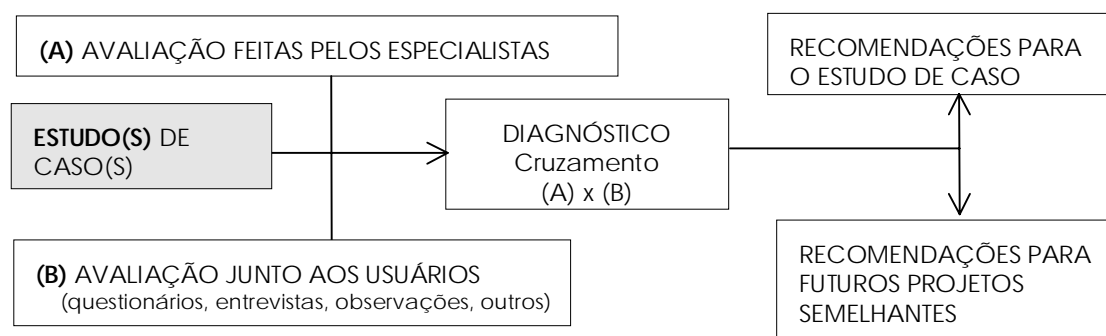 (A) AVALIAÇÃO FEITAS PELOS ESPECIALISTAS
ESTUDO(S) DE
CASO(S)
(B) AVALIAÇÃO JUNTO AOS USUÁRIOS
(questionários, entrevistas, observações, outros)
DIAGNÓSTICO
Cruzamento
(A) x (B)
RECOMENDAÇÕES PARA
O ESTUDO DE CASO
RECOMENDAÇÕES PARA
FUTUROS PROJETOS
SEMELHANTES